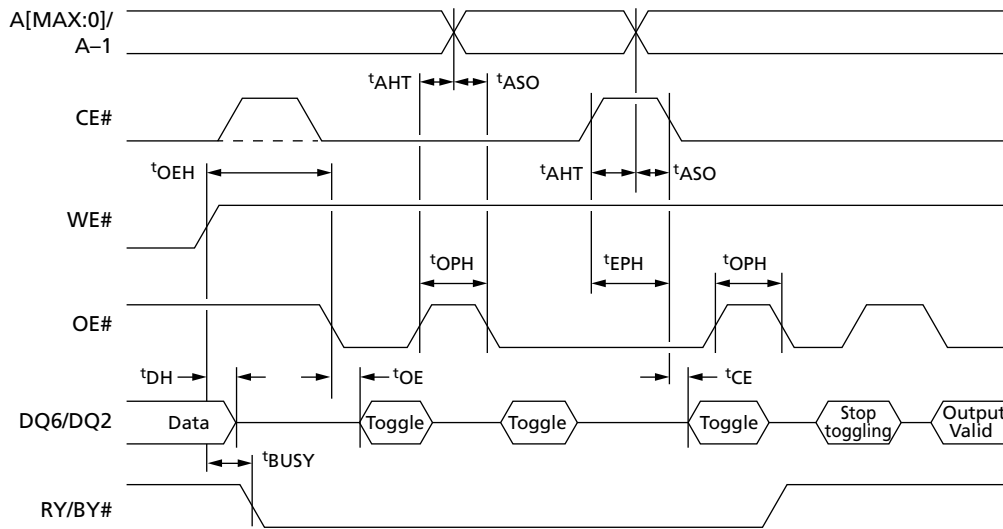 A[MAX:0]/
A–1
tAHT
tASO
CE#
tOEH
tAHT
tASO
WE#
tOPH
tEPH
tOPH
OE#
tDH
tOE
tCE
DQ6/DQ2
Data
Toggle
Toggle
Toggle
Stop
toggling
Output
Valid
tBUSY
RY/BY#